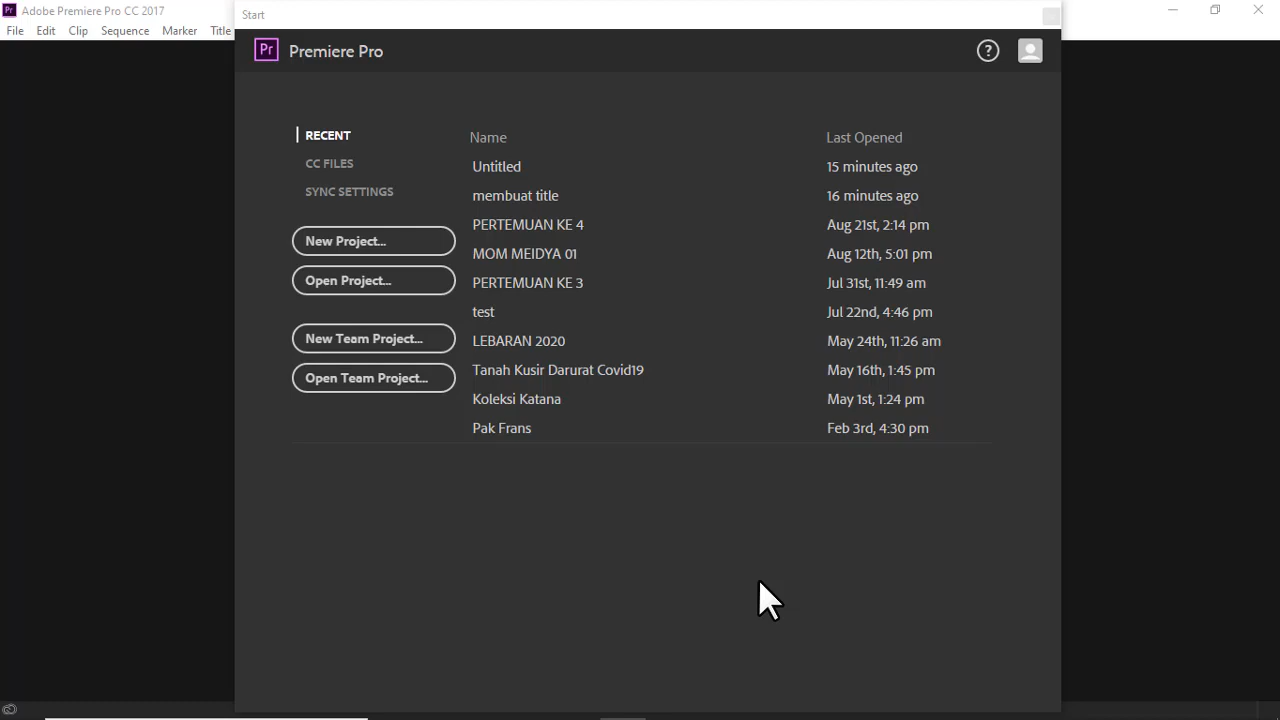 Adobe Premiere Pro CC 2017
File Edit Clip Sequence Marker Title
Start
Pr Premiere Pro ?
RECENT
CC FILES
SYNC SETTINGS
New Project...
Open Project...
New Team Project...
Open Team Project...
Name Last Opened
Untitled 15 minutes ago
membuat title 16 minutes ago
PERTEMUAN KE 4 Aug 21st, 2:14 pm
MOM MEIDYA 01 Aug 12th, 5:01 pm
PERTEMUAN KE 3 Jul 31st, 11:49 am
test Jul 22nd, 4:46 pm
LEBARAN 2020 May 24th, 11:26 am
Tanah Kusir Darurat Covid19 May 16th, 1:45 pm
Koleksi Katana May 1st, 1:24 pm
Pak Frans Feb 3rd, 4:30 pm